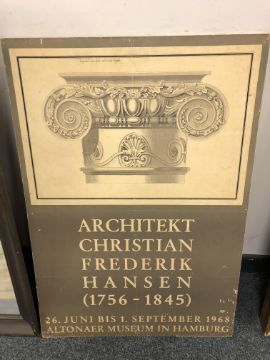 ARCHITEKT
CHRISTIAN
FREDERIK
HANSEN
(1756-1845)
26. JUNI BIS 1. SEPTEMBER 1968
ALTONAER MUSEUM IN HAMBURG